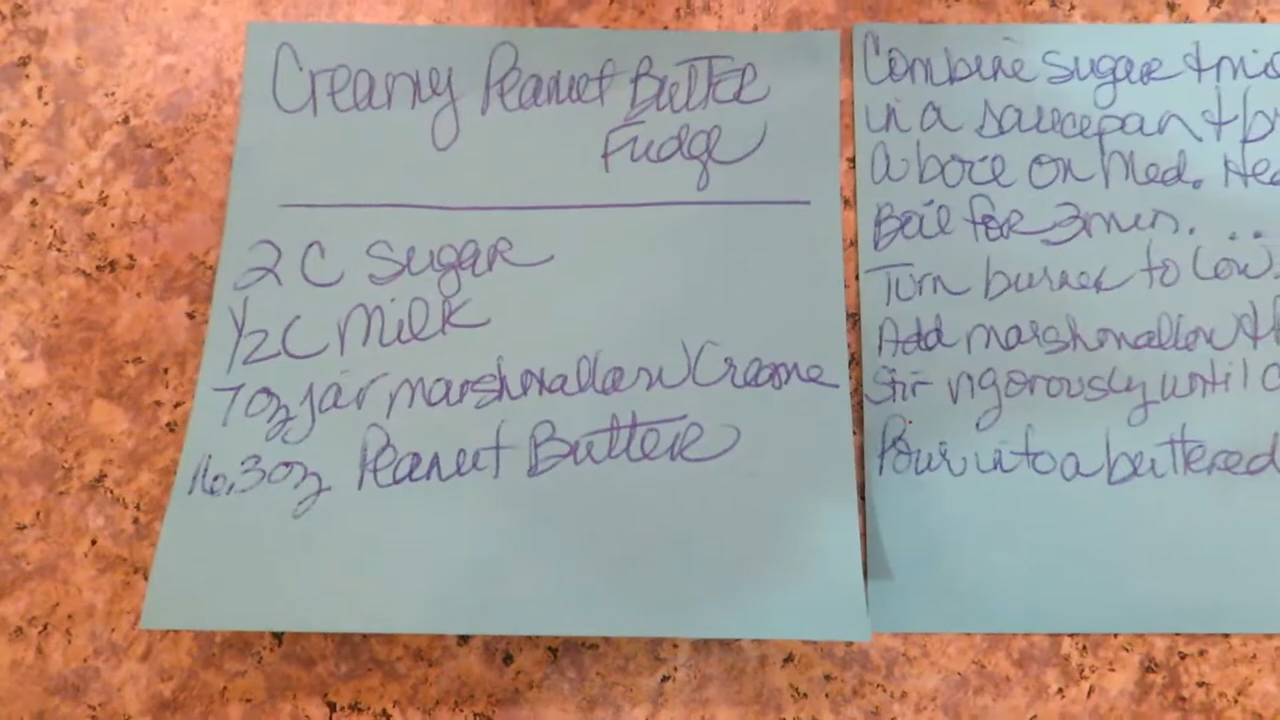 Creamy Peanut Butter
Fudge
2 C Sugar
1/2 C Milk
7oz jar marshmallow Creame
16.3oz Peanut Butter
Combine sugar +
in a saucepan +
a boil on Med.
Boil for 3 min. ..
Turn burner to Low.
Add marshmallow +
Stir vigorously until
Pour into a buttered